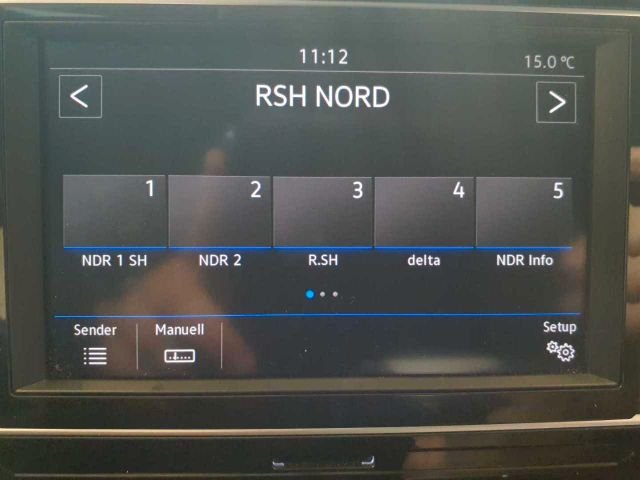 11:12 15.0 °C
< RSH NORD >
1 2 3 4 5
NDR 1 SH NDR 2 R.SH delta NDR Info
Sender Manuell Setup